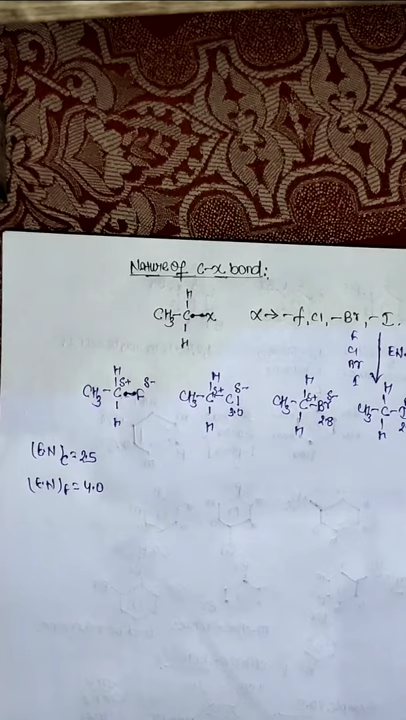 Nature of C-X bond:
H
CH3-C-X X → -F, Cl, -Br, -I.
H
F
Cl
Br
I
EN
H H H H
CH3-C-F CH3-C-Cl CH3-C-Br CH3-C-I
δ+ δ- δ+ δ- δ+ δ-
3.0 2.8
H H H H
(EN)C = 2.5
(EN)F = 4.0